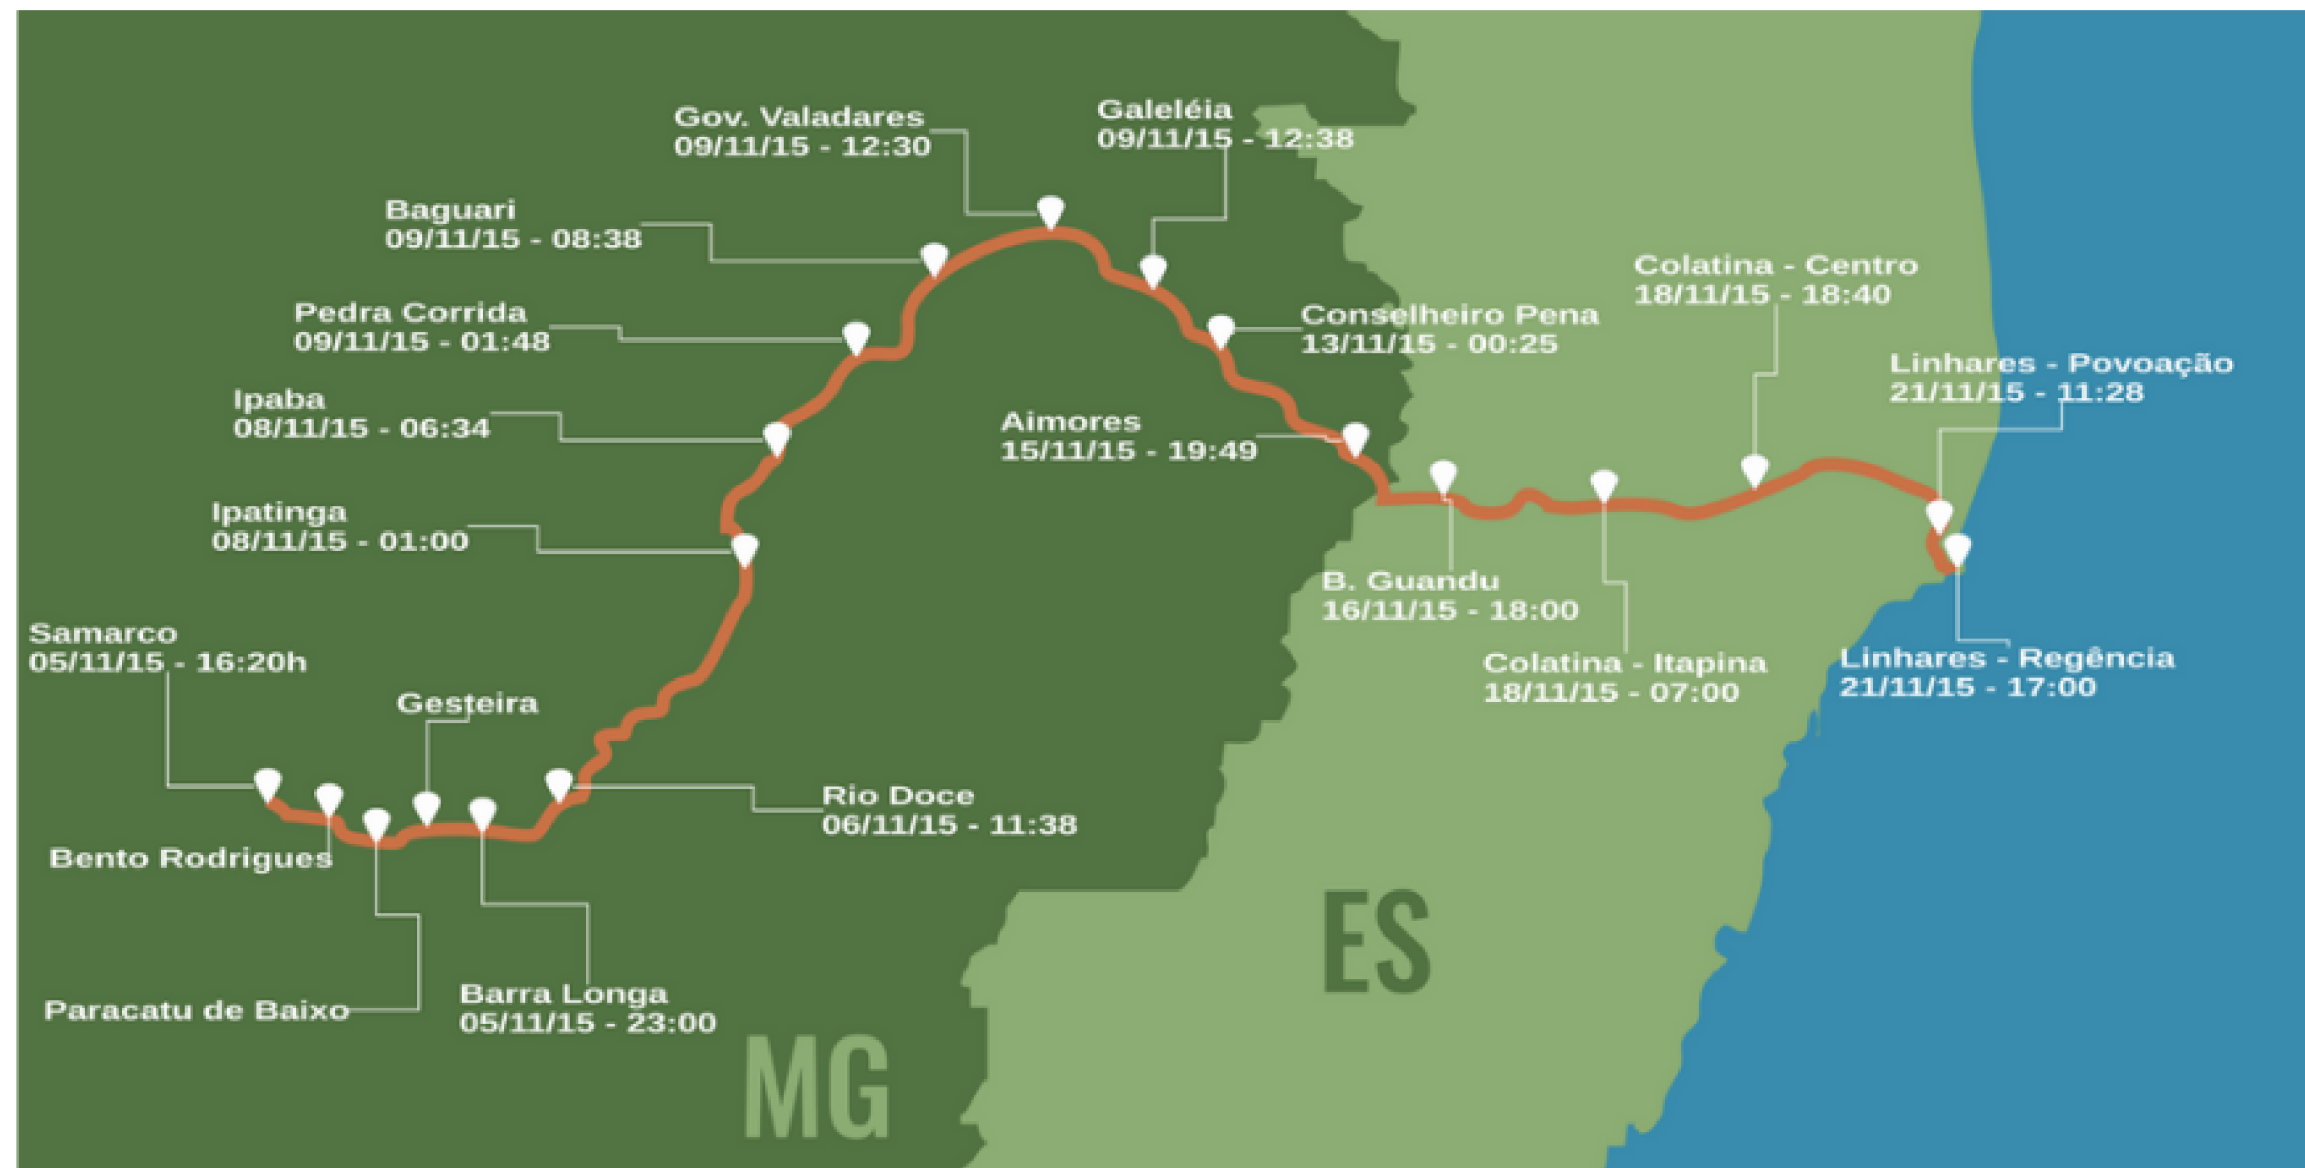 Gov. Valadares
09/11/15 - 12:30
Galeléia
09/11/15 - 12:38
Baguari
09/11/15 - 08:38
Colatina - Centro
18/11/15 - 18:40
Pedra Corrida
09/11/15 - 01:48
Conselheiro Pena
13/11/15 - 00:25
Linhares - Povoação
21/11/15 - 11:28
Ipaba
08/11/15 - 06:34
Aimores
15/11/15 - 19:49
Ipatinga
08/11/15 - 01:00
B. Guandu
16/11/15 - 18:00
Samarco
05/11/15 - 16:20h
Colatina - Itapina
18/11/15 - 07:00
Linhares - Regência
21/11/15 - 17:00
Gesteira
Rio Doce
06/11/15 - 11:38
Bento Rodrigues
Paracatu de Baixo
Barra Longa
05/11/15 - 23:00
ES
MG